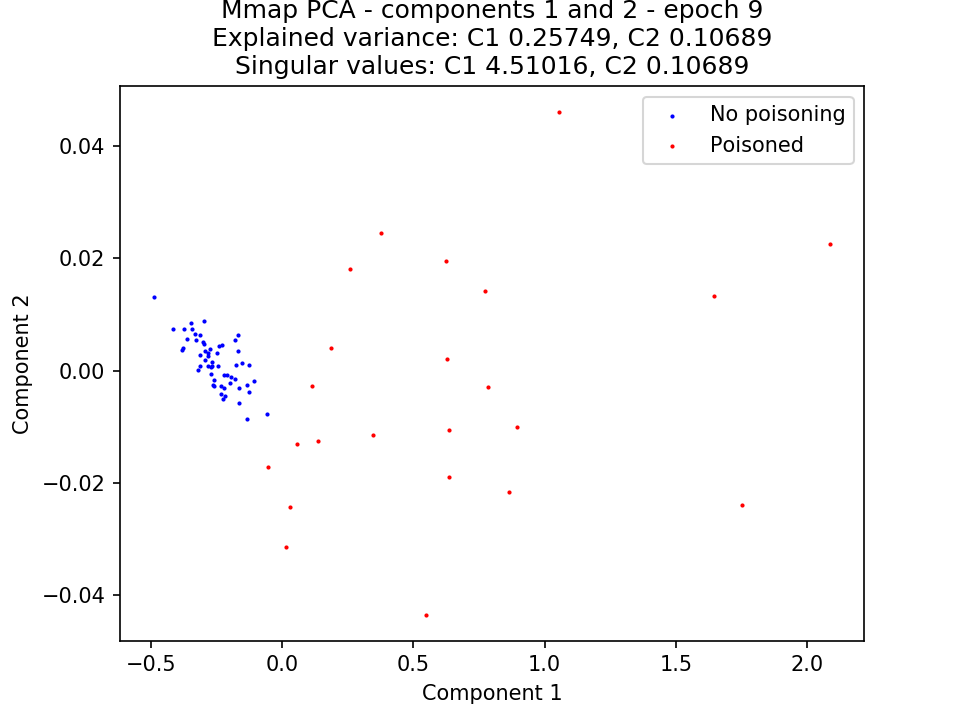 Mmap PCA - components 1 and 2 - epoch 9
Explained variance: C1 0.25749, C2 0.10689
Singular values: C1 4.51016, C2 0.10689
No poisoning
Poisoned
0.04
0.02
0.00
−0.02
−0.04
Component 2
−0.5
0.0
0.5
1.0
1.5
2.0
Component 1